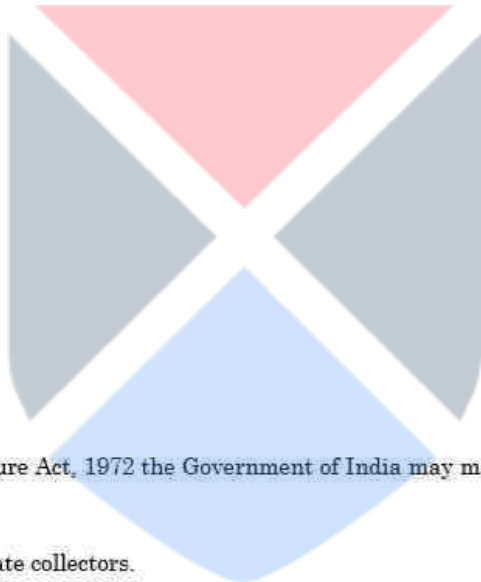 ure Act, 1972 the Government of India may m
ate collectors.